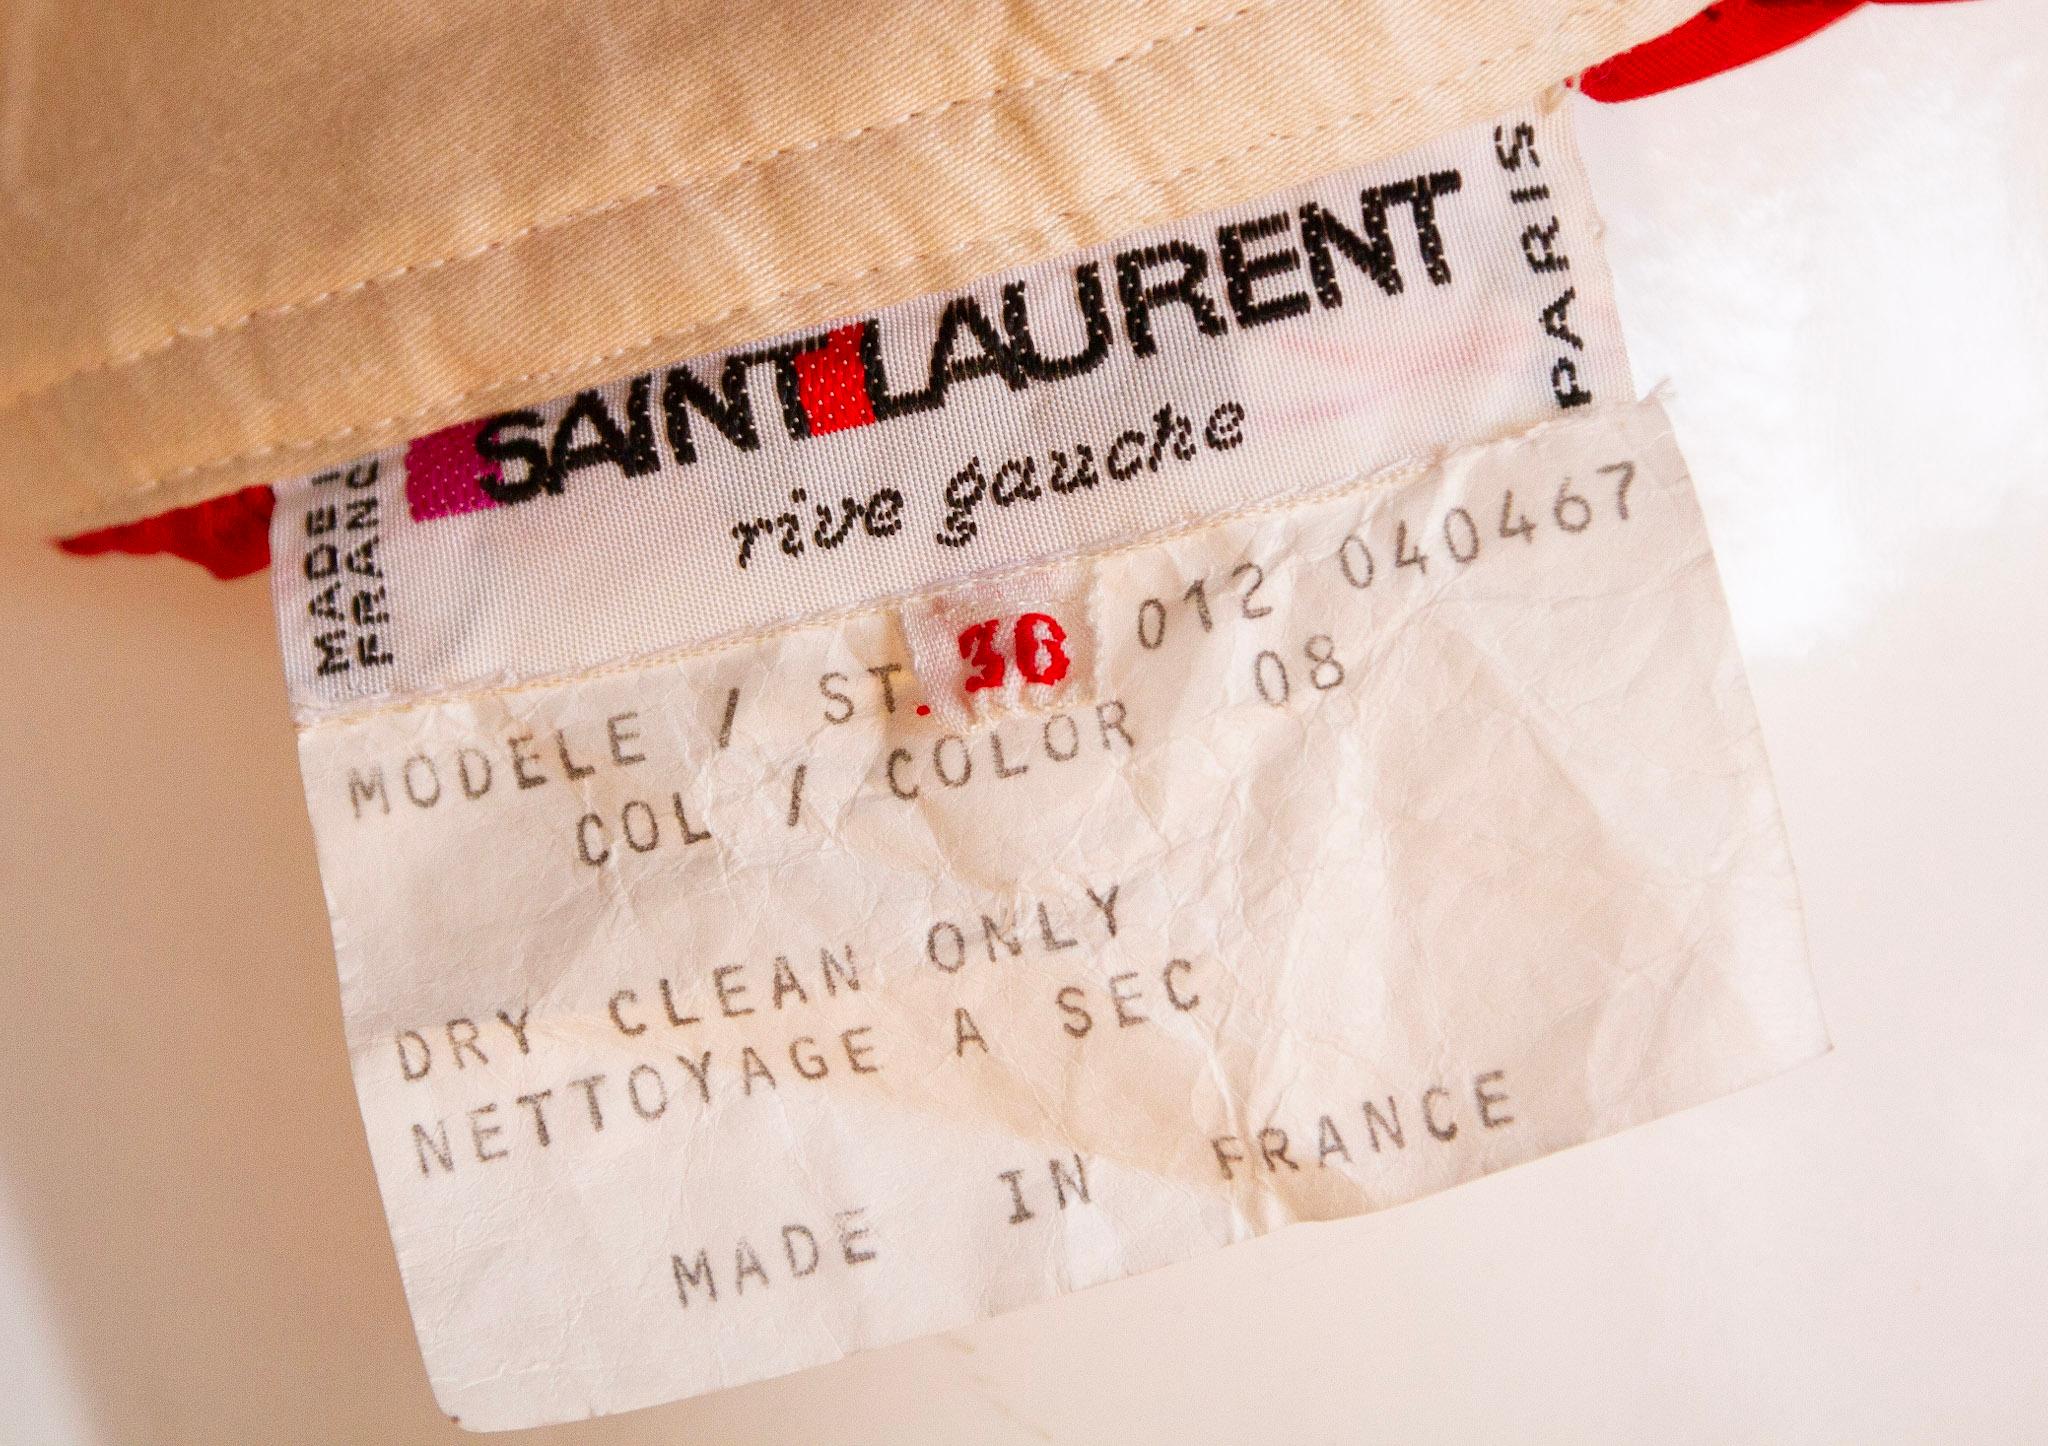 SAINT LAURENT
rive gauche
PARIS
MADE
FRANC
36
MODELE / ST. 012 040467
COL / COLOR 08
DRY CLEAN ONLY
NETTOYAGE A SEC
MADE IN FRANCE